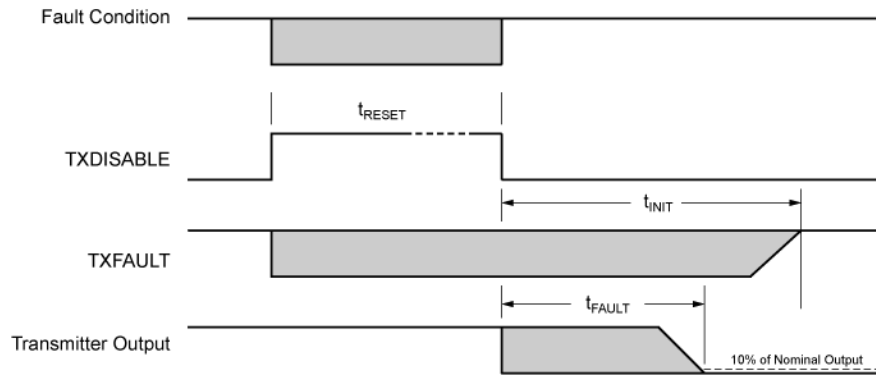 Fault Condition
tRESET
TXDISABLE
tINIT
TXFAULT
tFAULT
Transmitter Output
10% of Nominal Output